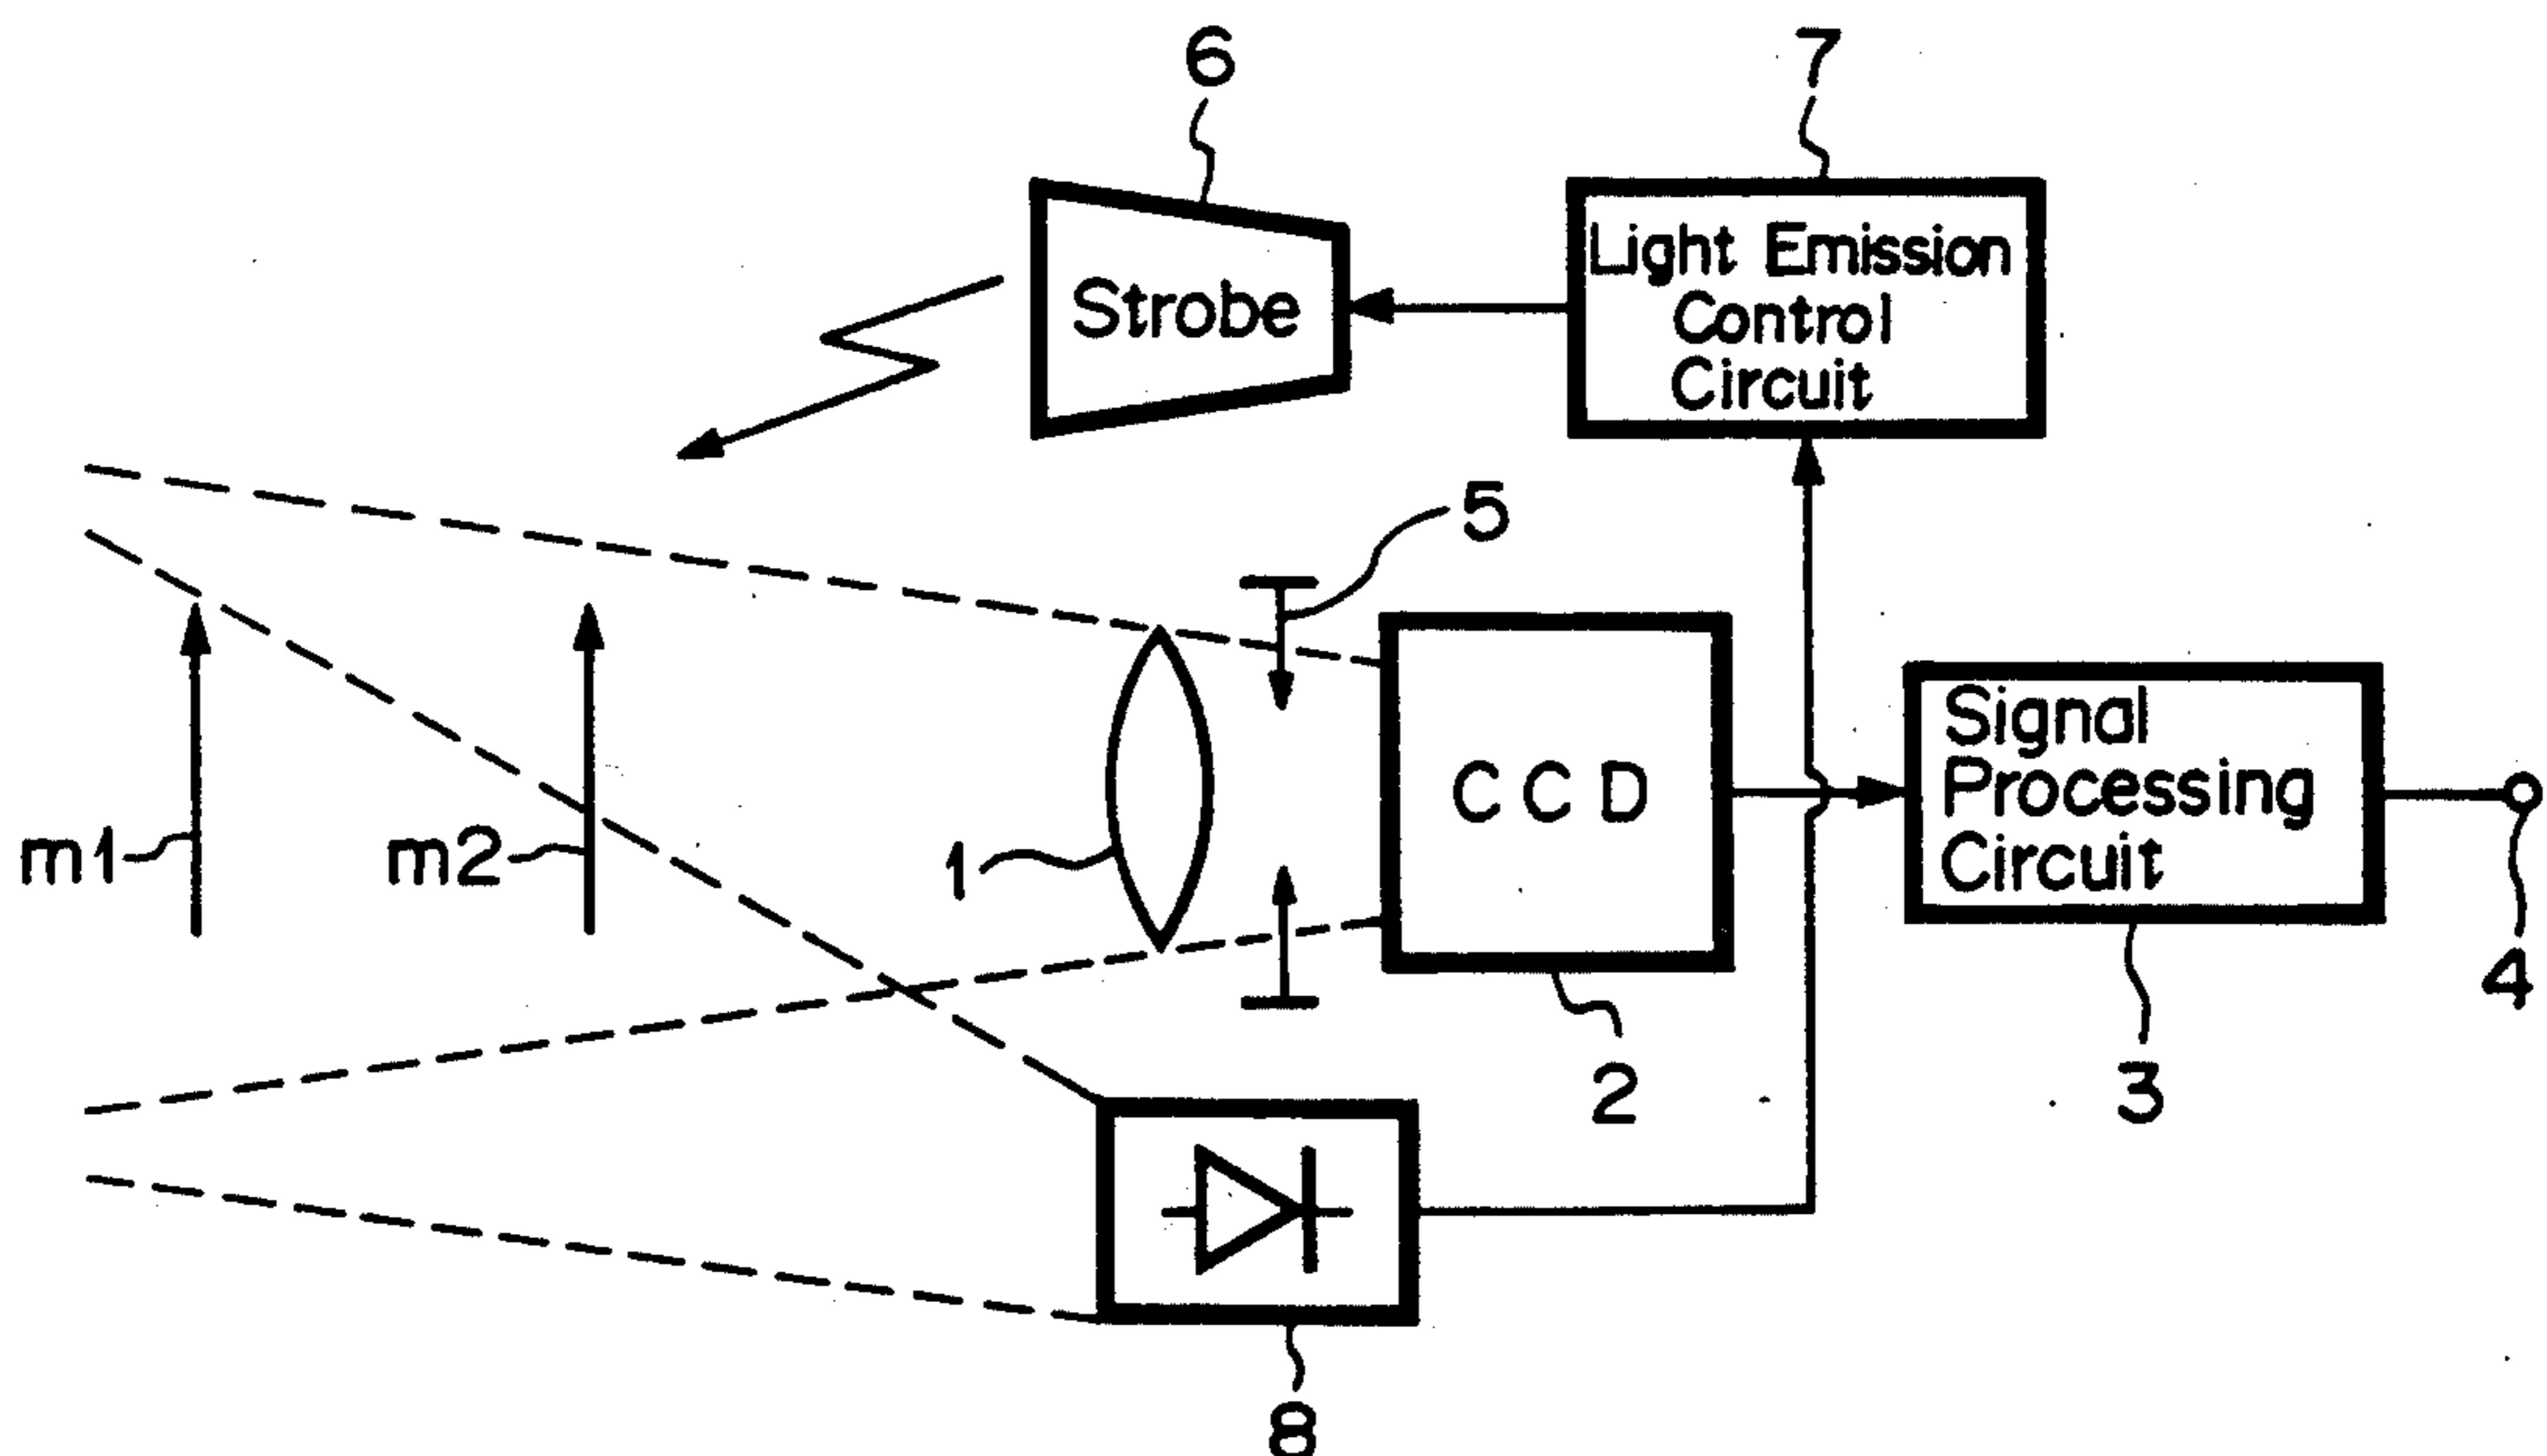 6
7
Strobe
Light Emission
Control
Circuit
5
m1
m2
1
CCD
Signal
Processing
Circuit
4
2
3
8